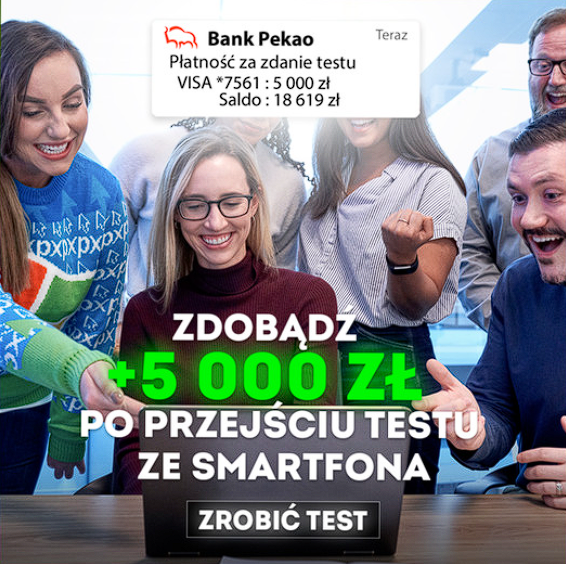 Bank Pekao
Teraz
Płatność za zdanie testu
VISA *7561 : 5 000 zł
Saldo : 18 619 zł
ZDOBĄDZ
+5 000 ZŁ
PO PRZEJŚCIU TESTU
ZE SMARTFONA
ZROBIĆ TEST